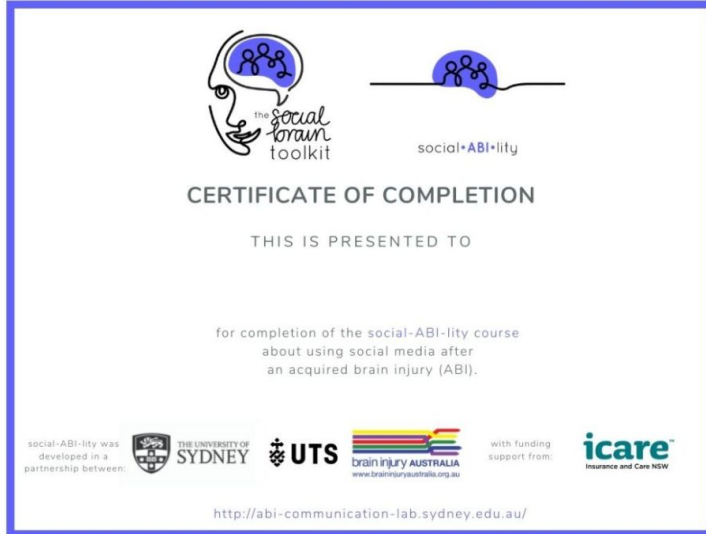 the social
brain
toolkit
social•ABI•lity
CERTIFICATE OF COMPLETION
THIS IS PRESENTED TO
for completion of the social-ABI-lity course
about using social media after
an acquired brain injury (ABI).
social-ABI-lity was
developed in a
partnership between:
THE UNIVERSITY OF
SYDNEY
UTS
brain injury AUSTRALIA
www.braininjuryaustralia.org.au
with funding
support from:
icare™
Insurance and Care NSW
http://abi-communication-lab.sydney.edu.au/